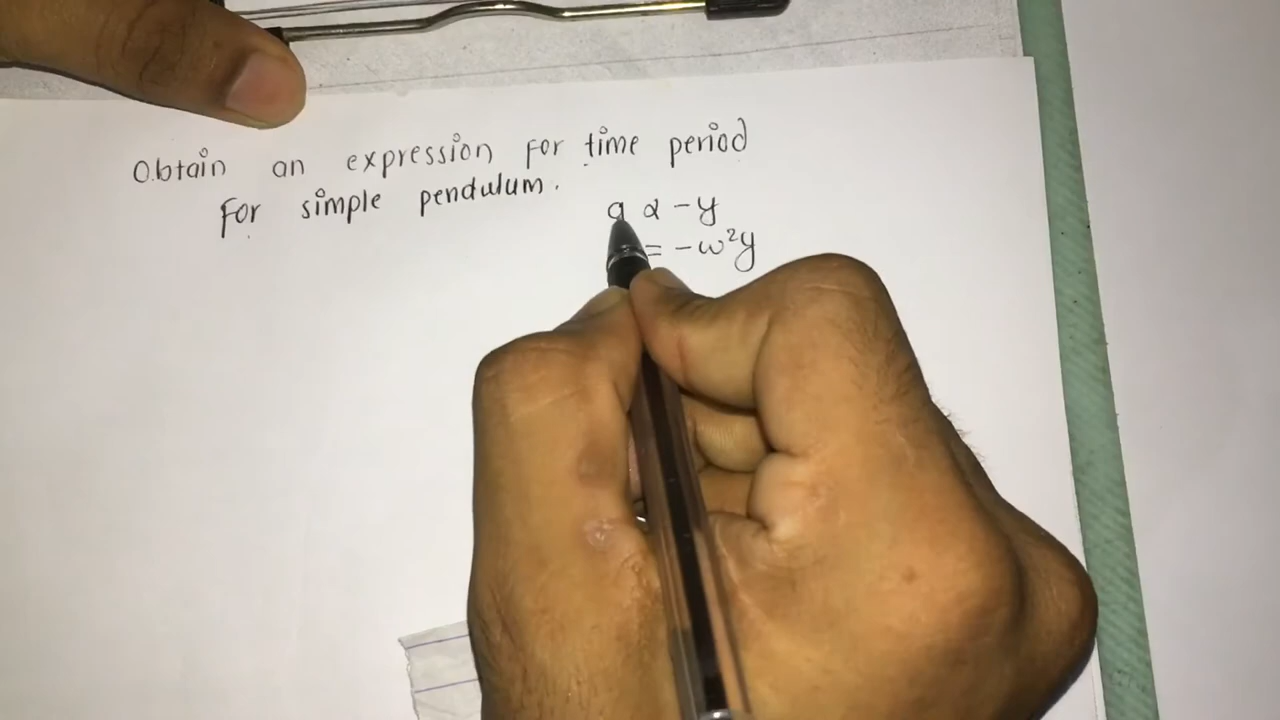 Obtain an expression for time period
for simple pendulum.
a α -y
= -ω²y